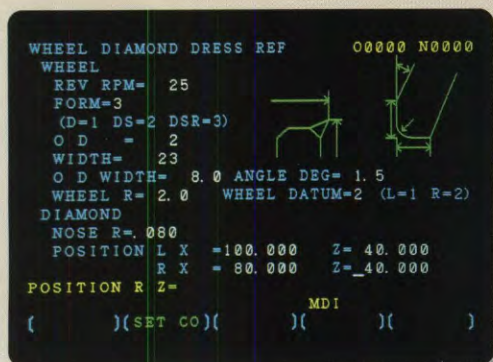 WHEEL DIAMOND DRESS REF O0000 N0000
WHEEL
REV RPM= 25
FORM=3
(D=1 DS=2 DSR=3)
O D = 2
WIDTH= 23
O D WIDTH= 8.0 ANGLE DEG= 1.5
WHEEL R= 2.0 WHEEL DATUM=2 (L=1 R=2)
DIAMOND
NOSE R=.080
POSITION L X =100.000 Z= 40.000
R X = 80.000 Z=_40.000
POSITION R Z=
MDI
( )(SET CO)( )( )( )